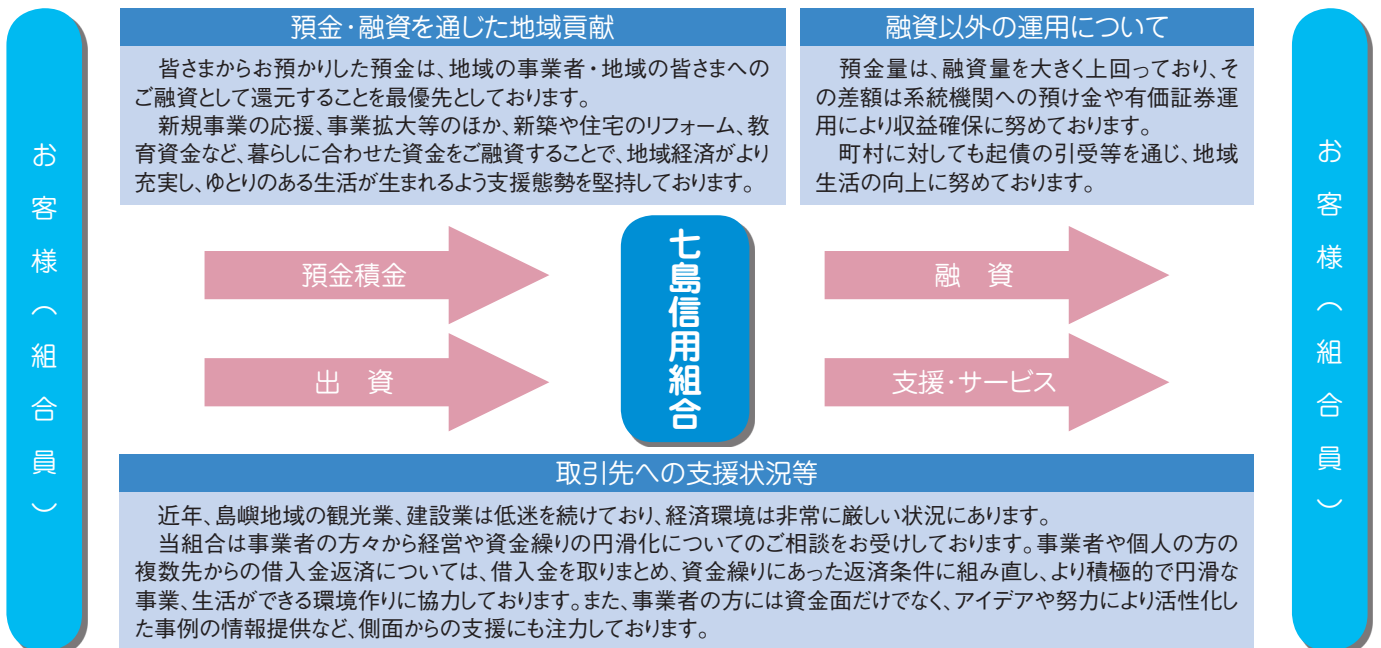 お客様（組合員）
預金・融資を通じた地域貢献
　皆さまからお預かりした預金は、地域の事業者・地域の皆さまへの
ご融資として還元することを最優先としております。
　新規事業の応援、事業拡大等のほか、新築や住宅のリフォーム、教
育資金など、暮らしに合わせた資金をご融資することで、地域経済がより
充実し、ゆとりのある生活が生まれるよう支援態勢を堅持しております。
融資以外の運用について
　預金量は、融資量を大きく上回っており、そ
の差額は系統機関への預け金や有価証券運
用により収益確保に努めております。
　町村に対しても起債の引受等を通じ、地域
生活の向上に努めております。
預金積金
出　資
七島信用組合
融　資
支援・サービス
お客様（組合員）
取引先への支援状況等
　近年、島嶼地域の観光業、建設業は低迷を続けており、経済環境は非常に厳しい状況にあります。
　当組合は事業者の方々から経営や資金繰りの円滑化についてのご相談をお受けしております。事業者や個人の方の
複数先からの借入金返済については、借入金を取りまとめ、資金繰りにあった返済条件に組み直し、より積極的で円滑な
事業、生活ができる環境作りに協力しております。また、事業者の方には資金面だけでなく、アイデアや努力により活性化し
た事例の情報提供など、側面からの支援にも注力しております。